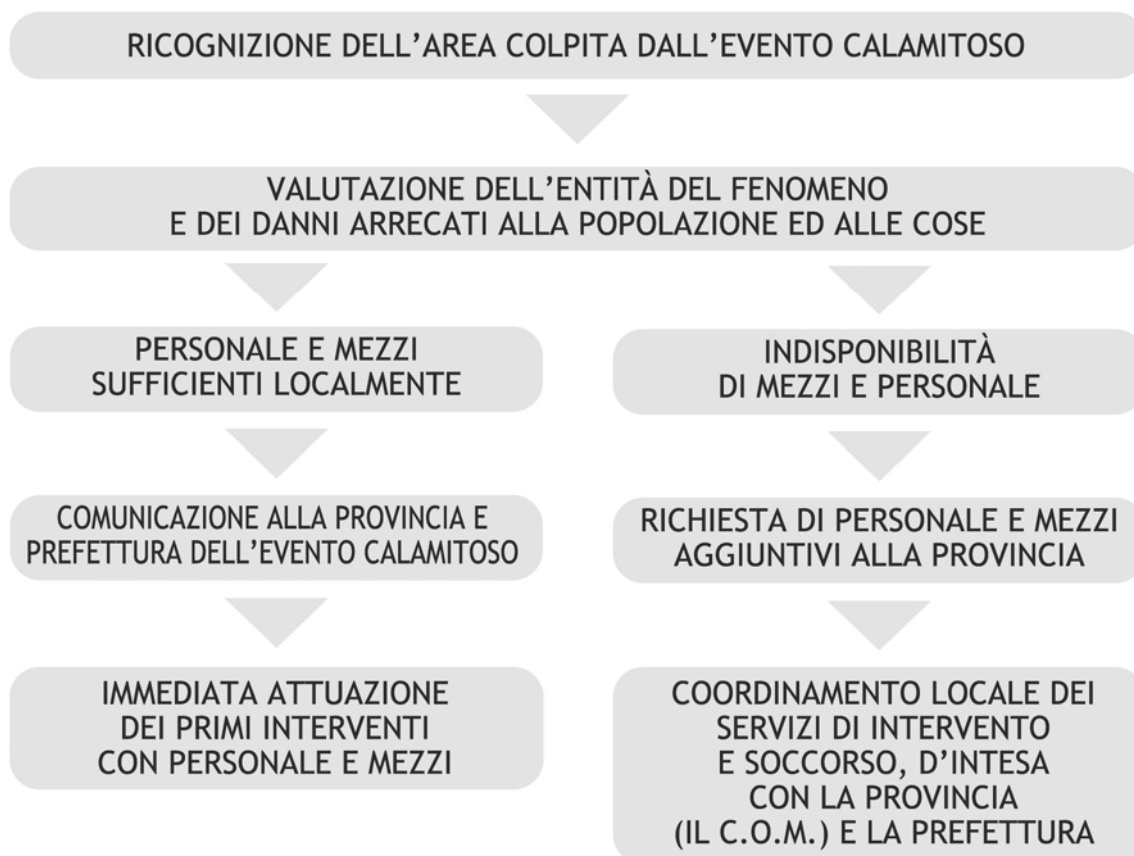 RICOGNIZIONE DELL'AREA COLPITA DALL'EVENTO CALAMITOSO
VALUTAZIONE DELL'ENTITÀ DEL FENOMENO
E DEI DANNI ARRECATI ALLA POPOLAZIONE ED ALLE COSE
PERSONALE E MEZZI
SUFFICIENTI LOCALMENTE
COMUNICAZIONE ALLA PROVINCIA E
PREFETTURA DELL'EVENTO CALAMITOSO
IMMEDIATA ATTUAZIONE
DEI PRIMI INTERVENTI
CON PERSONALE E MEZZI
INDISPONIBILITÀ
DI MEZZI E PERSONALE
RICHIESTA DI PERSONALE E MEZZI
AGGIUNTIVI ALLA PROVINCIA
COORDINAMENTO LOCALE DEI
SERVIZI DI INTERVENTO
E SOCCORSO, D'INTESA
CON LA PROVINCIA
(IL C.O.M.) E LA PREFETTURA